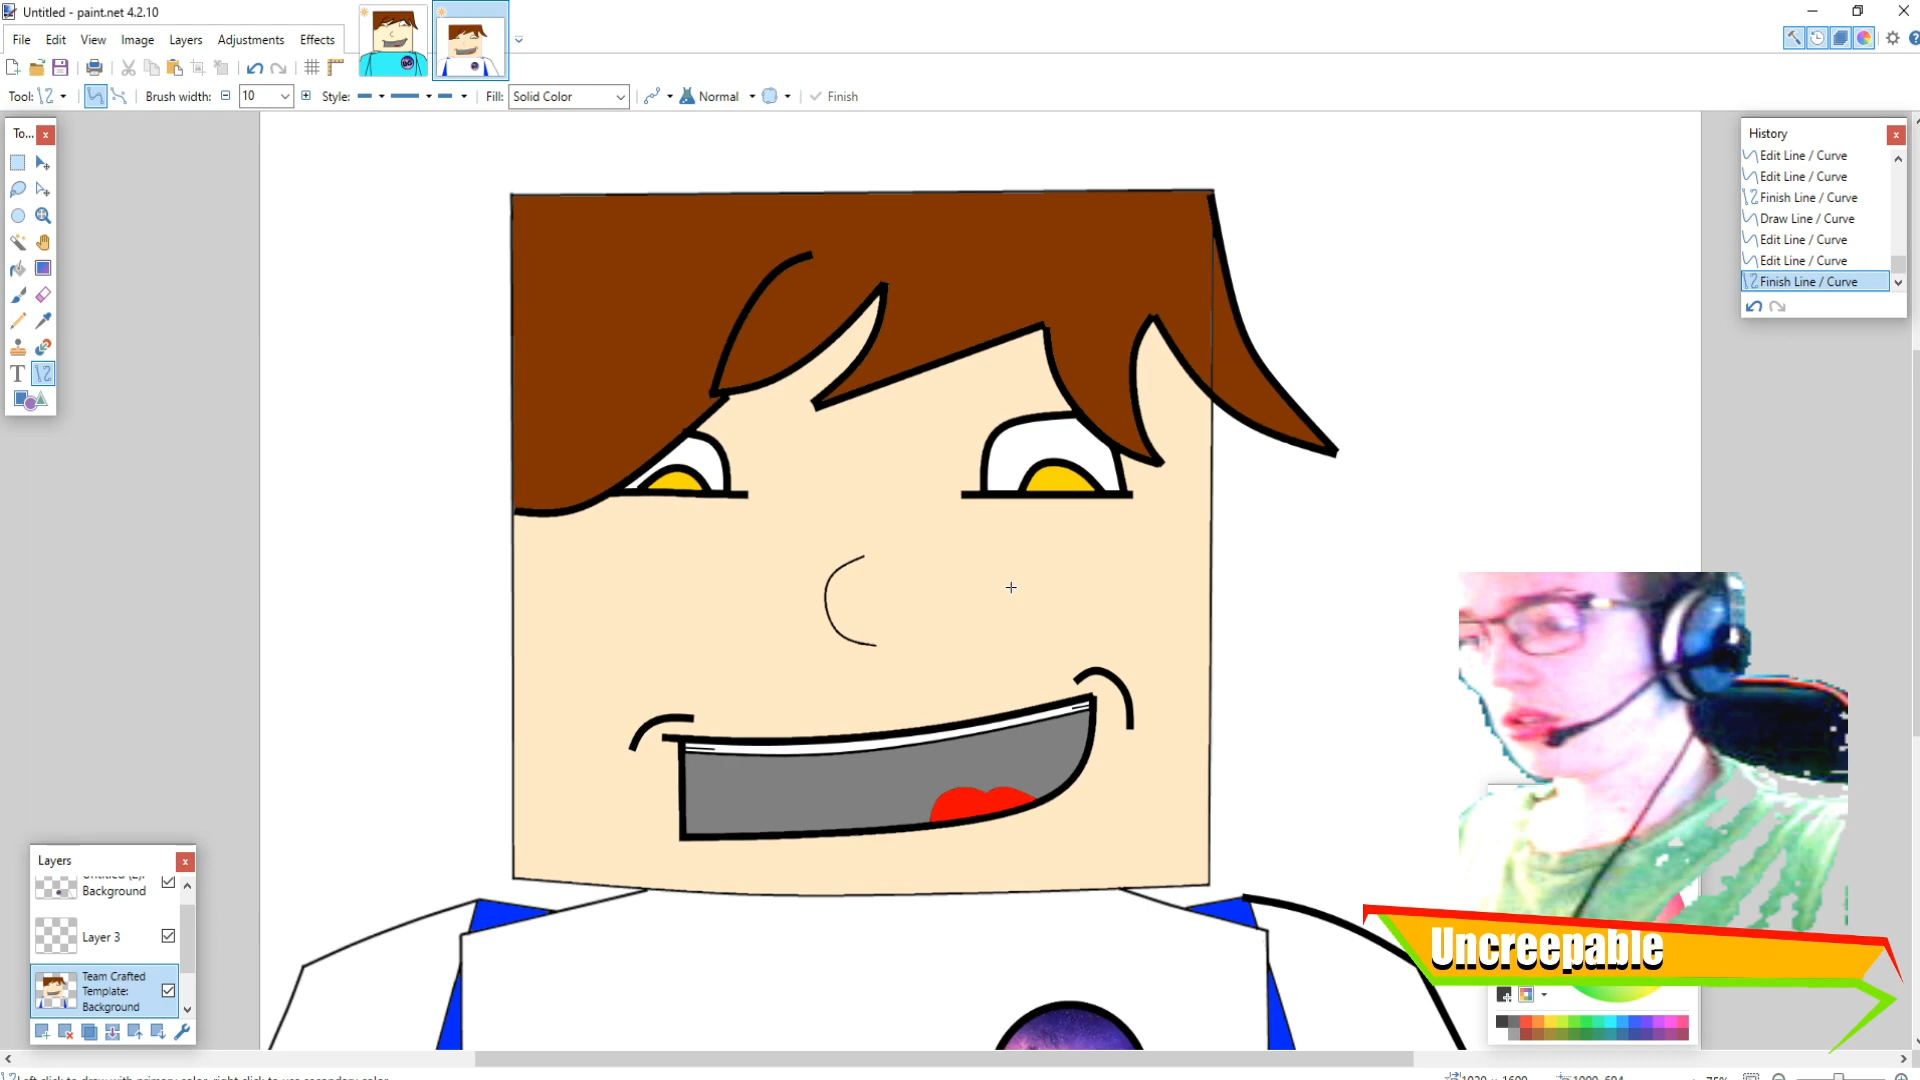 Untitled - paint.net 4.2.10
File Edit View Image Layers Adjustments Effects
Tool: Brush width: 10 Style: Fill: Solid Color Normal Finish
To...
History
Edit Line / Curve
Edit Line / Curve
Finish Line / Curve
Draw Line / Curve
Edit Line / Curve
Edit Line / Curve
Finish Line / Curve
Layers
Background
Layer 3
Team Crafted
Template:
Background
Uncreepable